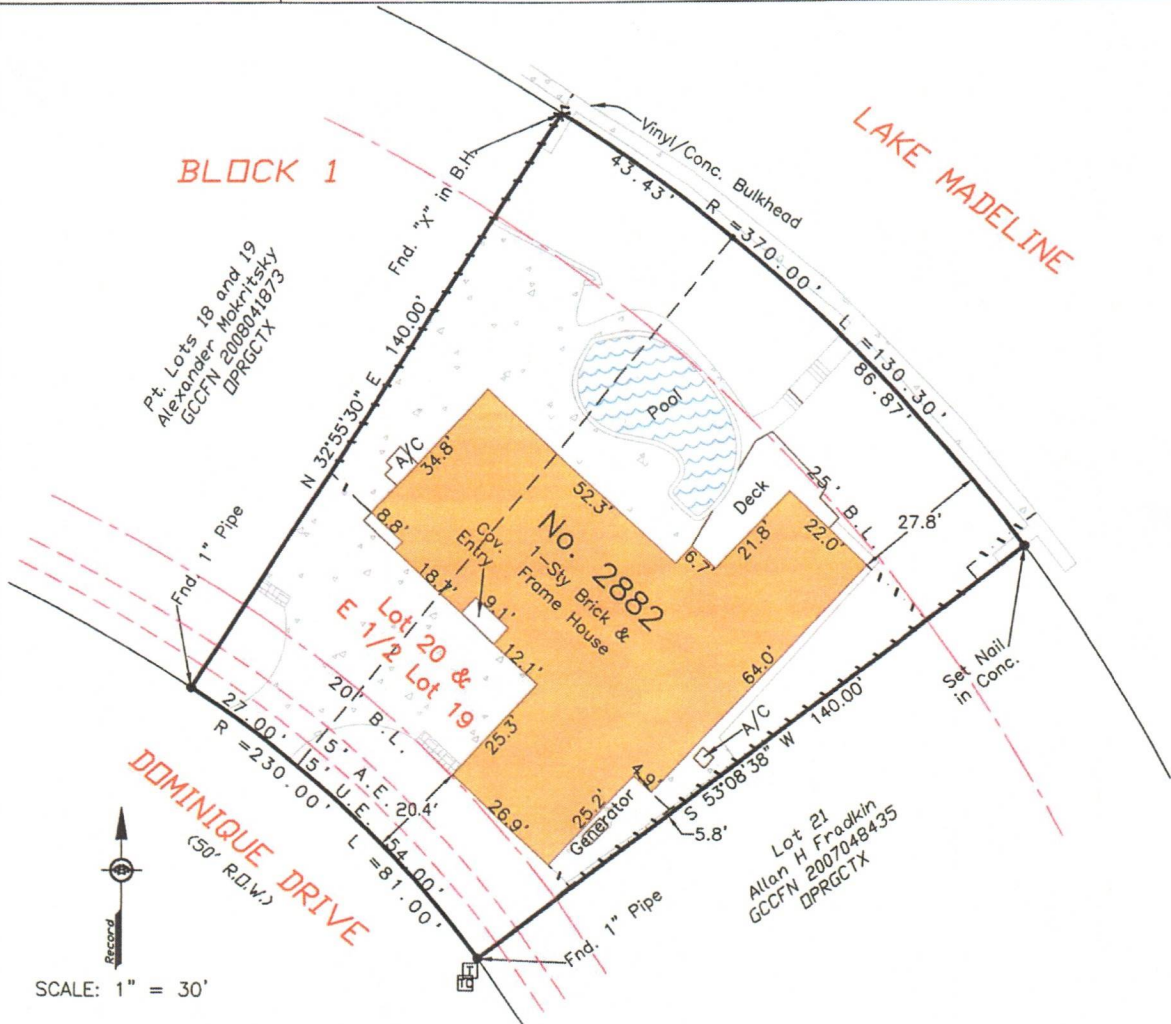 BLOCK 1
LAKE MADELINE
Vinyl/Conc. Bulkhead
43.43'
R =370.00'
L =130.30'
86.87'
Fnd. "X" in B.H.
Pt. Lots 18 and 19
Alexander Mokritsky
GCCFN 2008041873
OPRGCTX
N 32°55'30" E 140.00'
Pool
Deck
25' B.L.
27.8'
A/C
34.8'
52.3'
8.8'
Cov.
Entry
No. 2882
1-Sty Brick &
Frame House
6.7'
21.8'
22.0'
18.7'
9.1'
12.1'
Lot 20 &
E 1/2 Lot 19
64.0'
Fnd. 1" Pipe
Set Nail
in Conc.
25.3'
A/C
S 53°08'38" W 140.00'
20' B.L.
27.00'
R =230.00'
5' A.E.
5' U.E.
20.4'
54.00'
L =81.00'
26.9'
25.2'
4.9'
Generator
5.8'
DOMINIQUE DRIVE
(50' R.O.W.)
Lot 21
Allan H Fradkin
GCCFN 2007048435
OPRGCTX
Fnd. 1" Pipe
T
TC
Record
SCALE: 1" = 30'